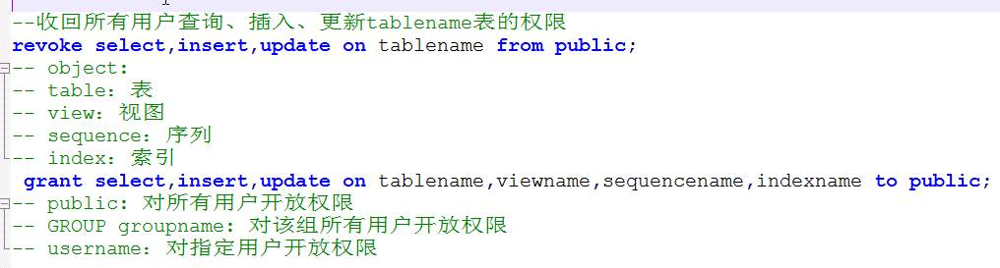 --收回所有用户查询、插入、更新tablename表的权限
revoke select,insert,update on tablename from public;
-- object:
-- table: 表
-- view: 视图
-- sequence: 序列
-- index: 索引
grant select,insert,update on tablename,viewname,sequencename,indexname to public;
-- public: 对所有用户开放权限
-- GROUP groupname: 对该组所有用户开放权限
-- username: 对指定用户开放权限